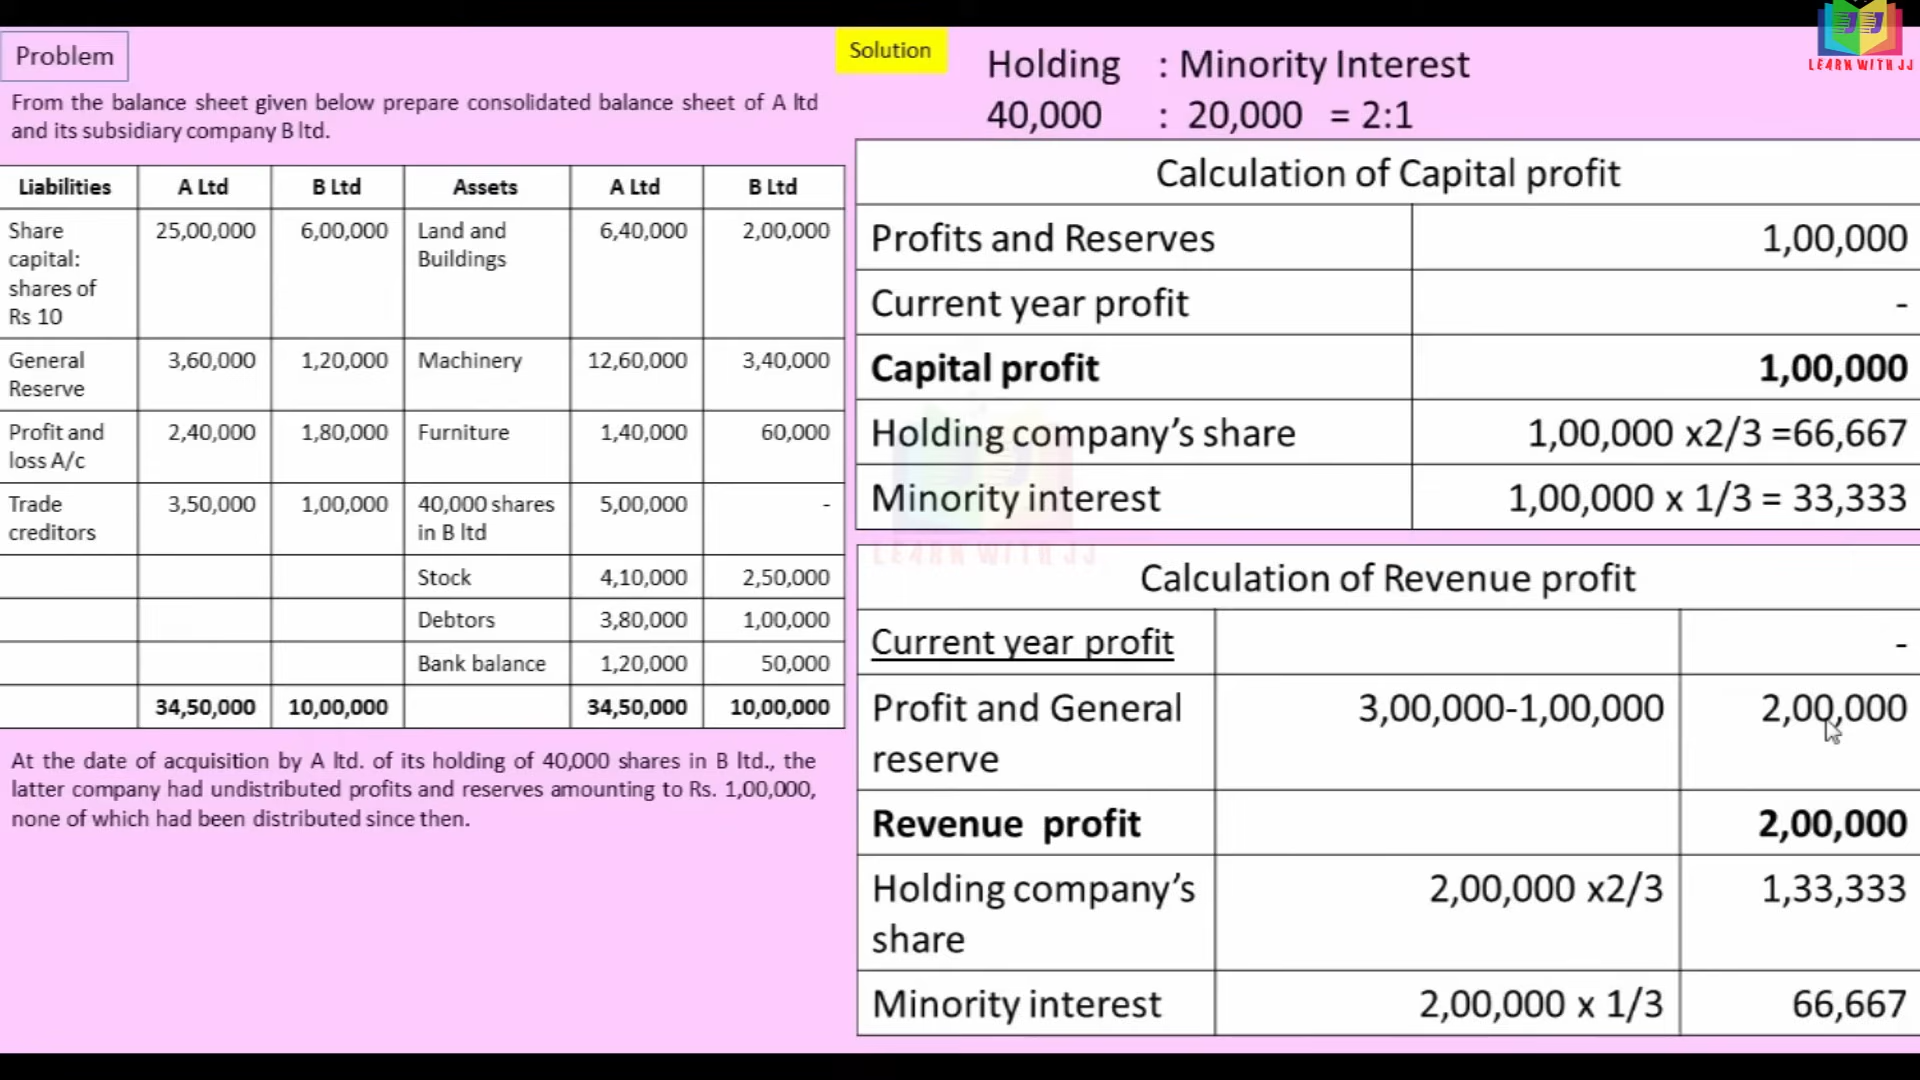 Problem
From the balance sheet given below prepare consolidated balance sheet of A ltd
and its subsidiary company B ltd.
Liabilities A Ltd B Ltd Assets A Ltd B Ltd
Share capital: shares of Rs 10 25,00,000 6,00,000 Land and Buildings 6,40,000 2,00,000
General Reserve 3,60,000 1,20,000 Machinery 12,60,000 3,40,000
Profit and loss A/c 2,40,000 1,80,000 Furniture 1,40,000 60,000
Trade creditors 3,50,000 1,00,000 40,000 shares in B ltd 5,00,000 -
Stock 4,10,000 2,50,000
Debtors 3,80,000 1,00,000
Bank balance 1,20,000 50,000
34,50,000 10,00,000 34,50,000 10,00,000
At the date of acquisition by A ltd. of its holding of 40,000 shares in B ltd., the
latter company had undistributed profits and reserves amounting to Rs. 1,00,000,
none of which had been distributed since then.
Solution
Holding : Minority Interest
40,000 : 20,000 = 2:1
Calculation of Capital profit
Profits and Reserves 1,00,000
Current year profit -
Capital profit 1,00,000
Holding company's share 1,00,000 x2/3 =66,667
Minority interest 1,00,000 x 1/3 = 33,333
LEARN WITH JJ
Calculation of Revenue profit
Current year profit -
Profit and General reserve 3,00,000-1,00,000 2,00,000
Revenue profit 2,00,000
Holding company's share 2,00,000 x2/3 1,33,333
Minority interest 2,00,000 x 1/3 66,667
JJ
LEARN WITH JJ